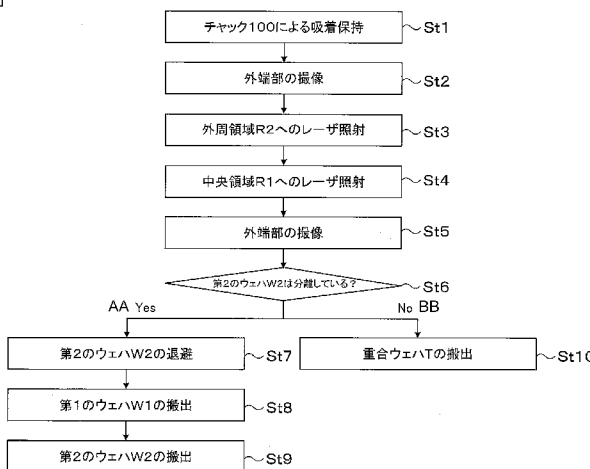 チャック100による吸着保持 St1
外端部の撮像 St2
外周領域R2へのレーザ照射 St3
中央領域R1へのレーザ照射 St4
外端部の撮像 St5
第2のウェハW2は分離している? St6
AA Yes No BB
第2のウェハW2の退避 St7
重合ウェハTの搬出 St10
第1のウェハW1の搬出 St8
第2のウェハW2の搬出 St9